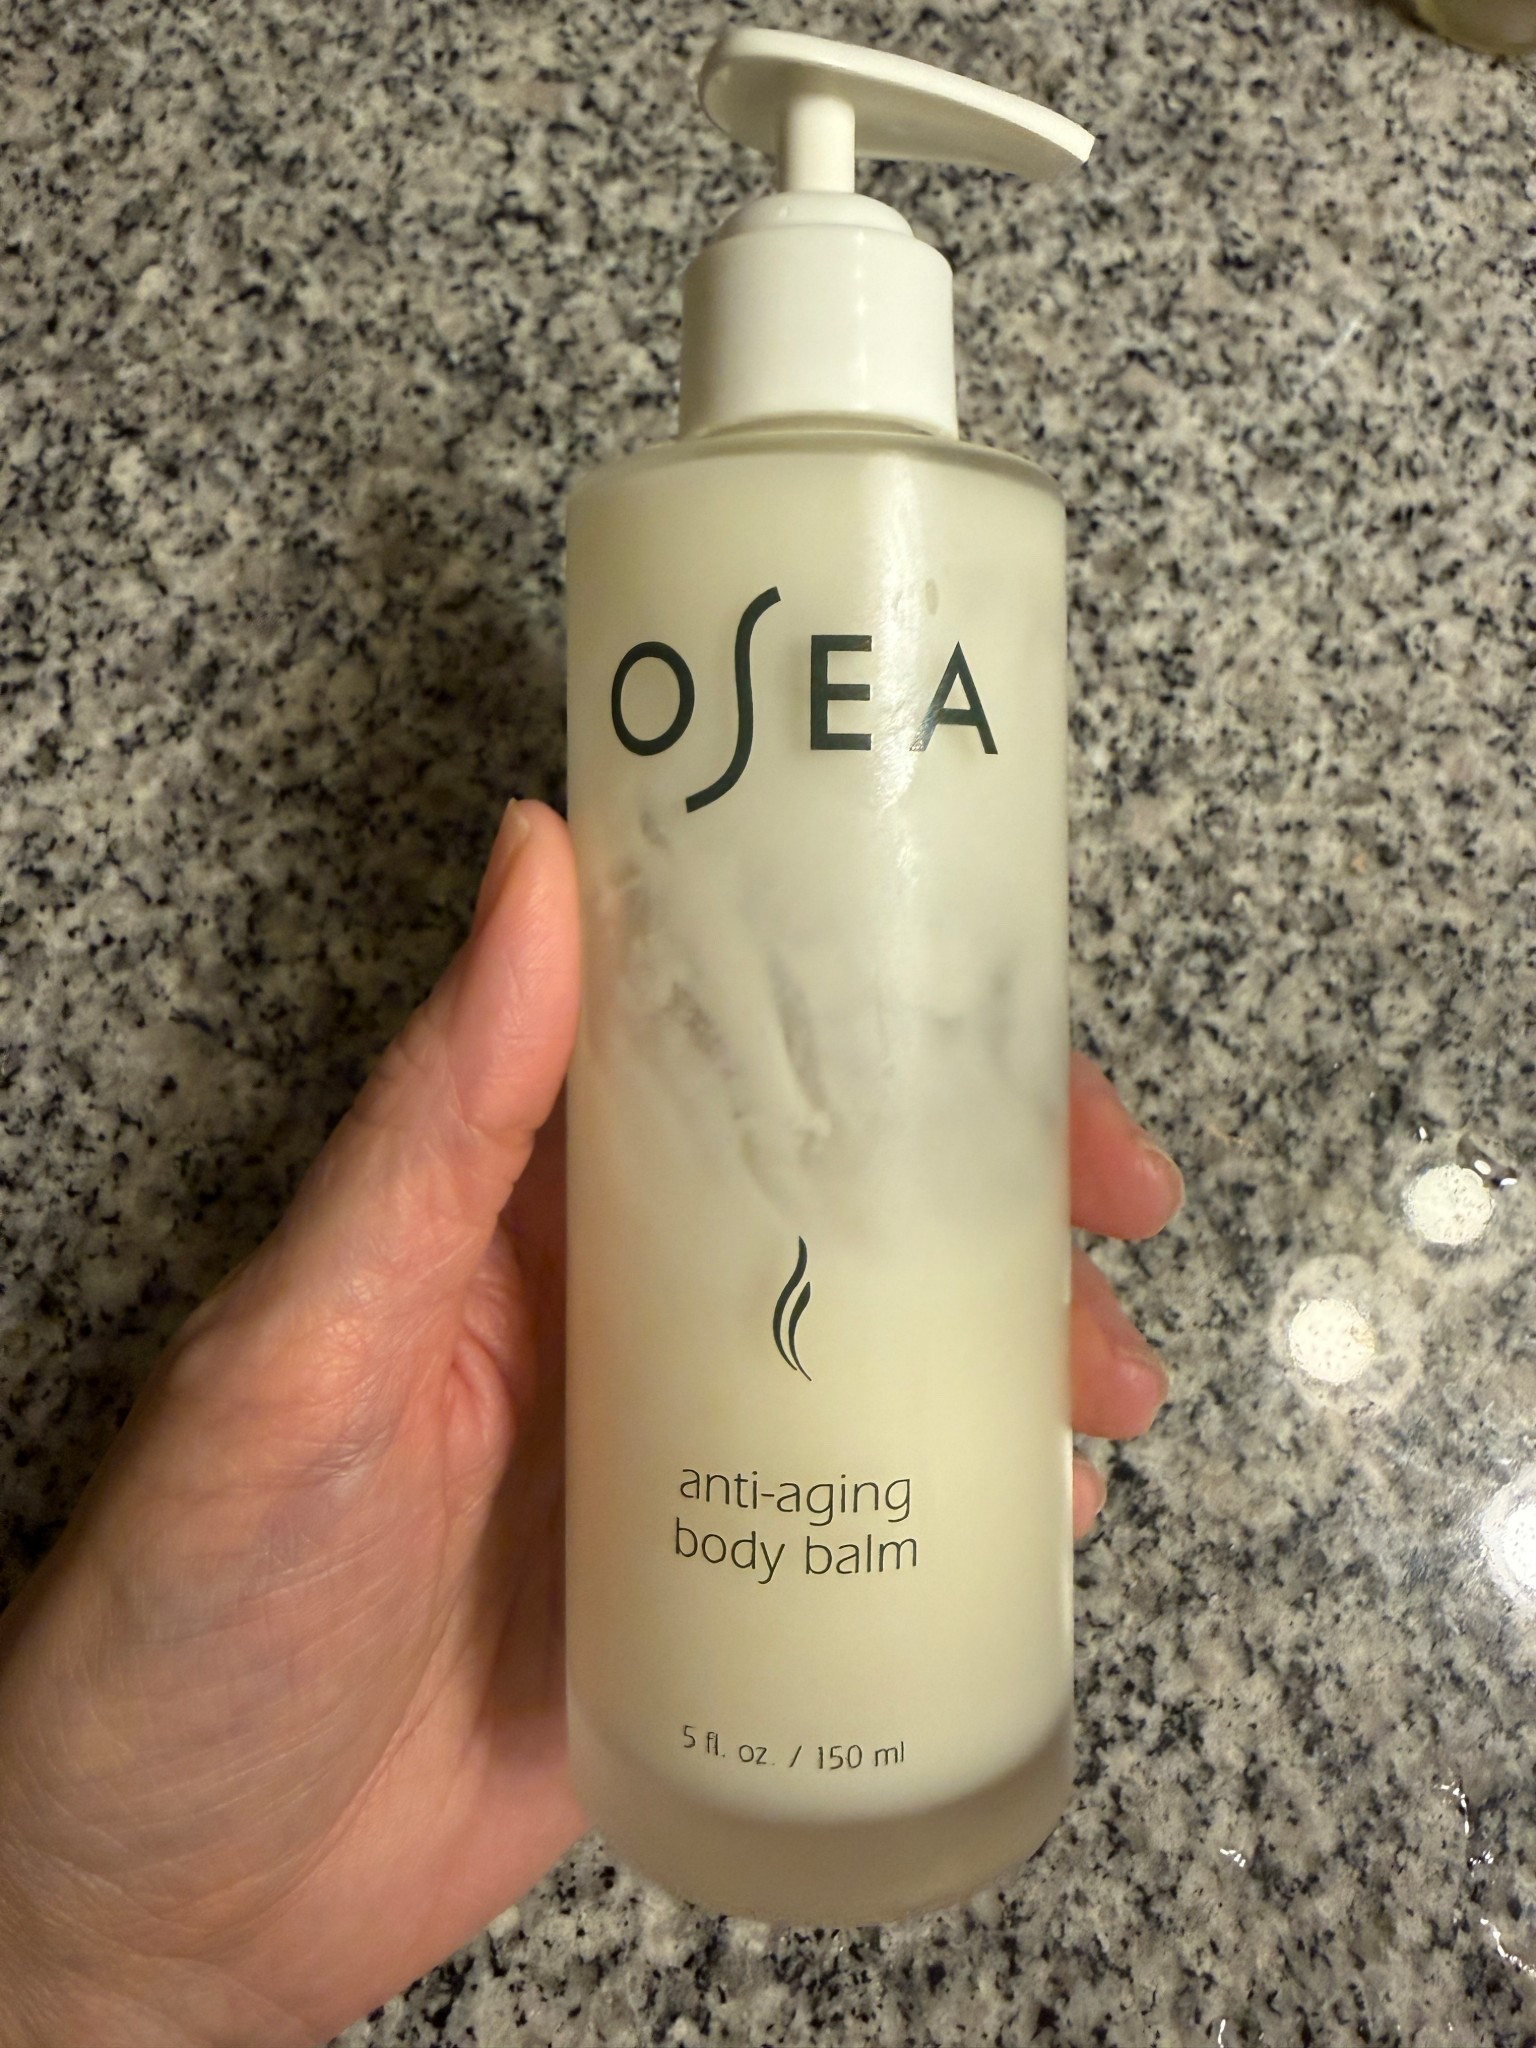 OSEA
anti-aging
body balm
5 fl. oz. / 150 ml